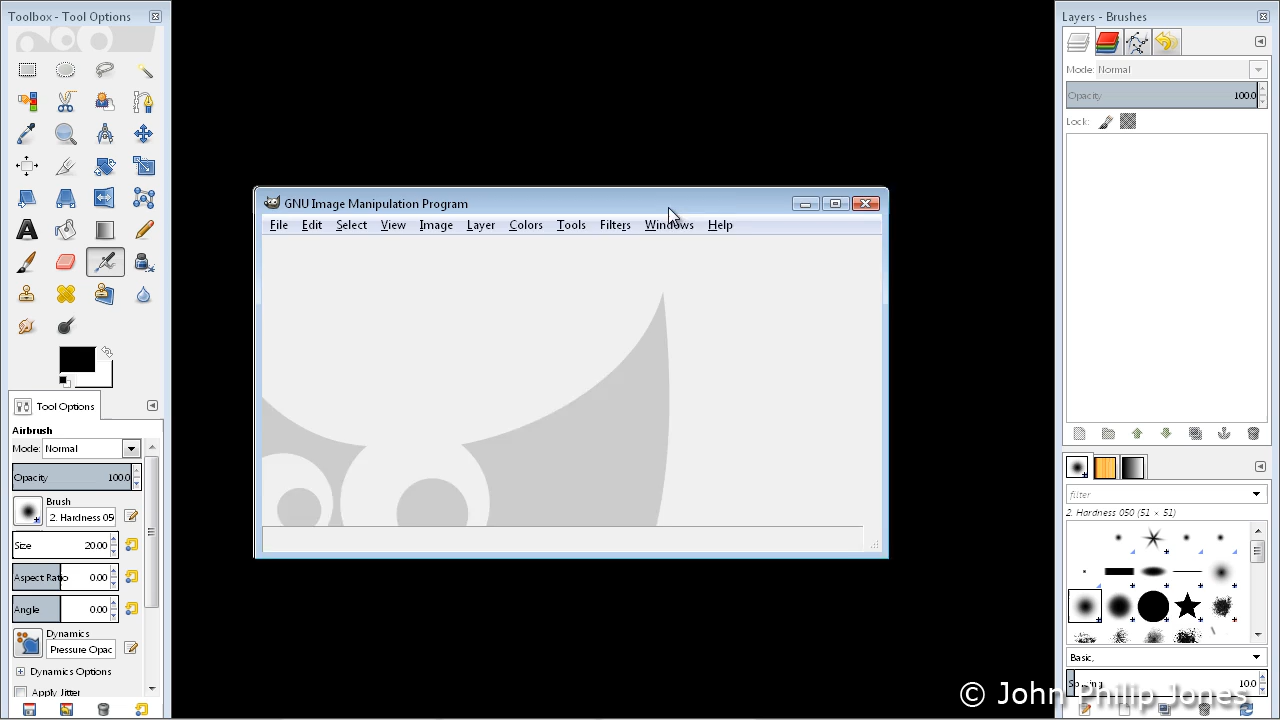 Toolbox - Tool Options
Tool Options
Airbrush
Mode: Normal
Opacity 100.0
Brush
2. Hardness 05
Size 20.00
Aspect Ratio 0.00
Angle 0.00
Dynamics
Pressure Opac
Dynamics Options
Apply Jitter
GNU Image Manipulation Program
File Edit Select View Image Layer Colors Tools Filters Windows Help
Layers - Brushes
Mode: Normal
Opacity 100.0
Lock:
filter
2. Hardness 050 (51 × 51)
Basic,
10.0
© John Philip Jones